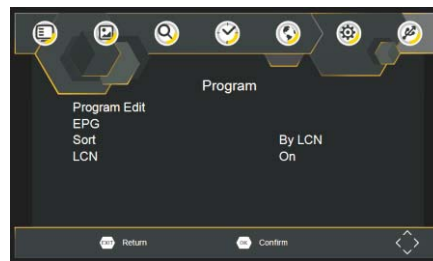 Program
Program Edit
EPG
Sort By LCN
LCN On
EXIT Return OK Confirm